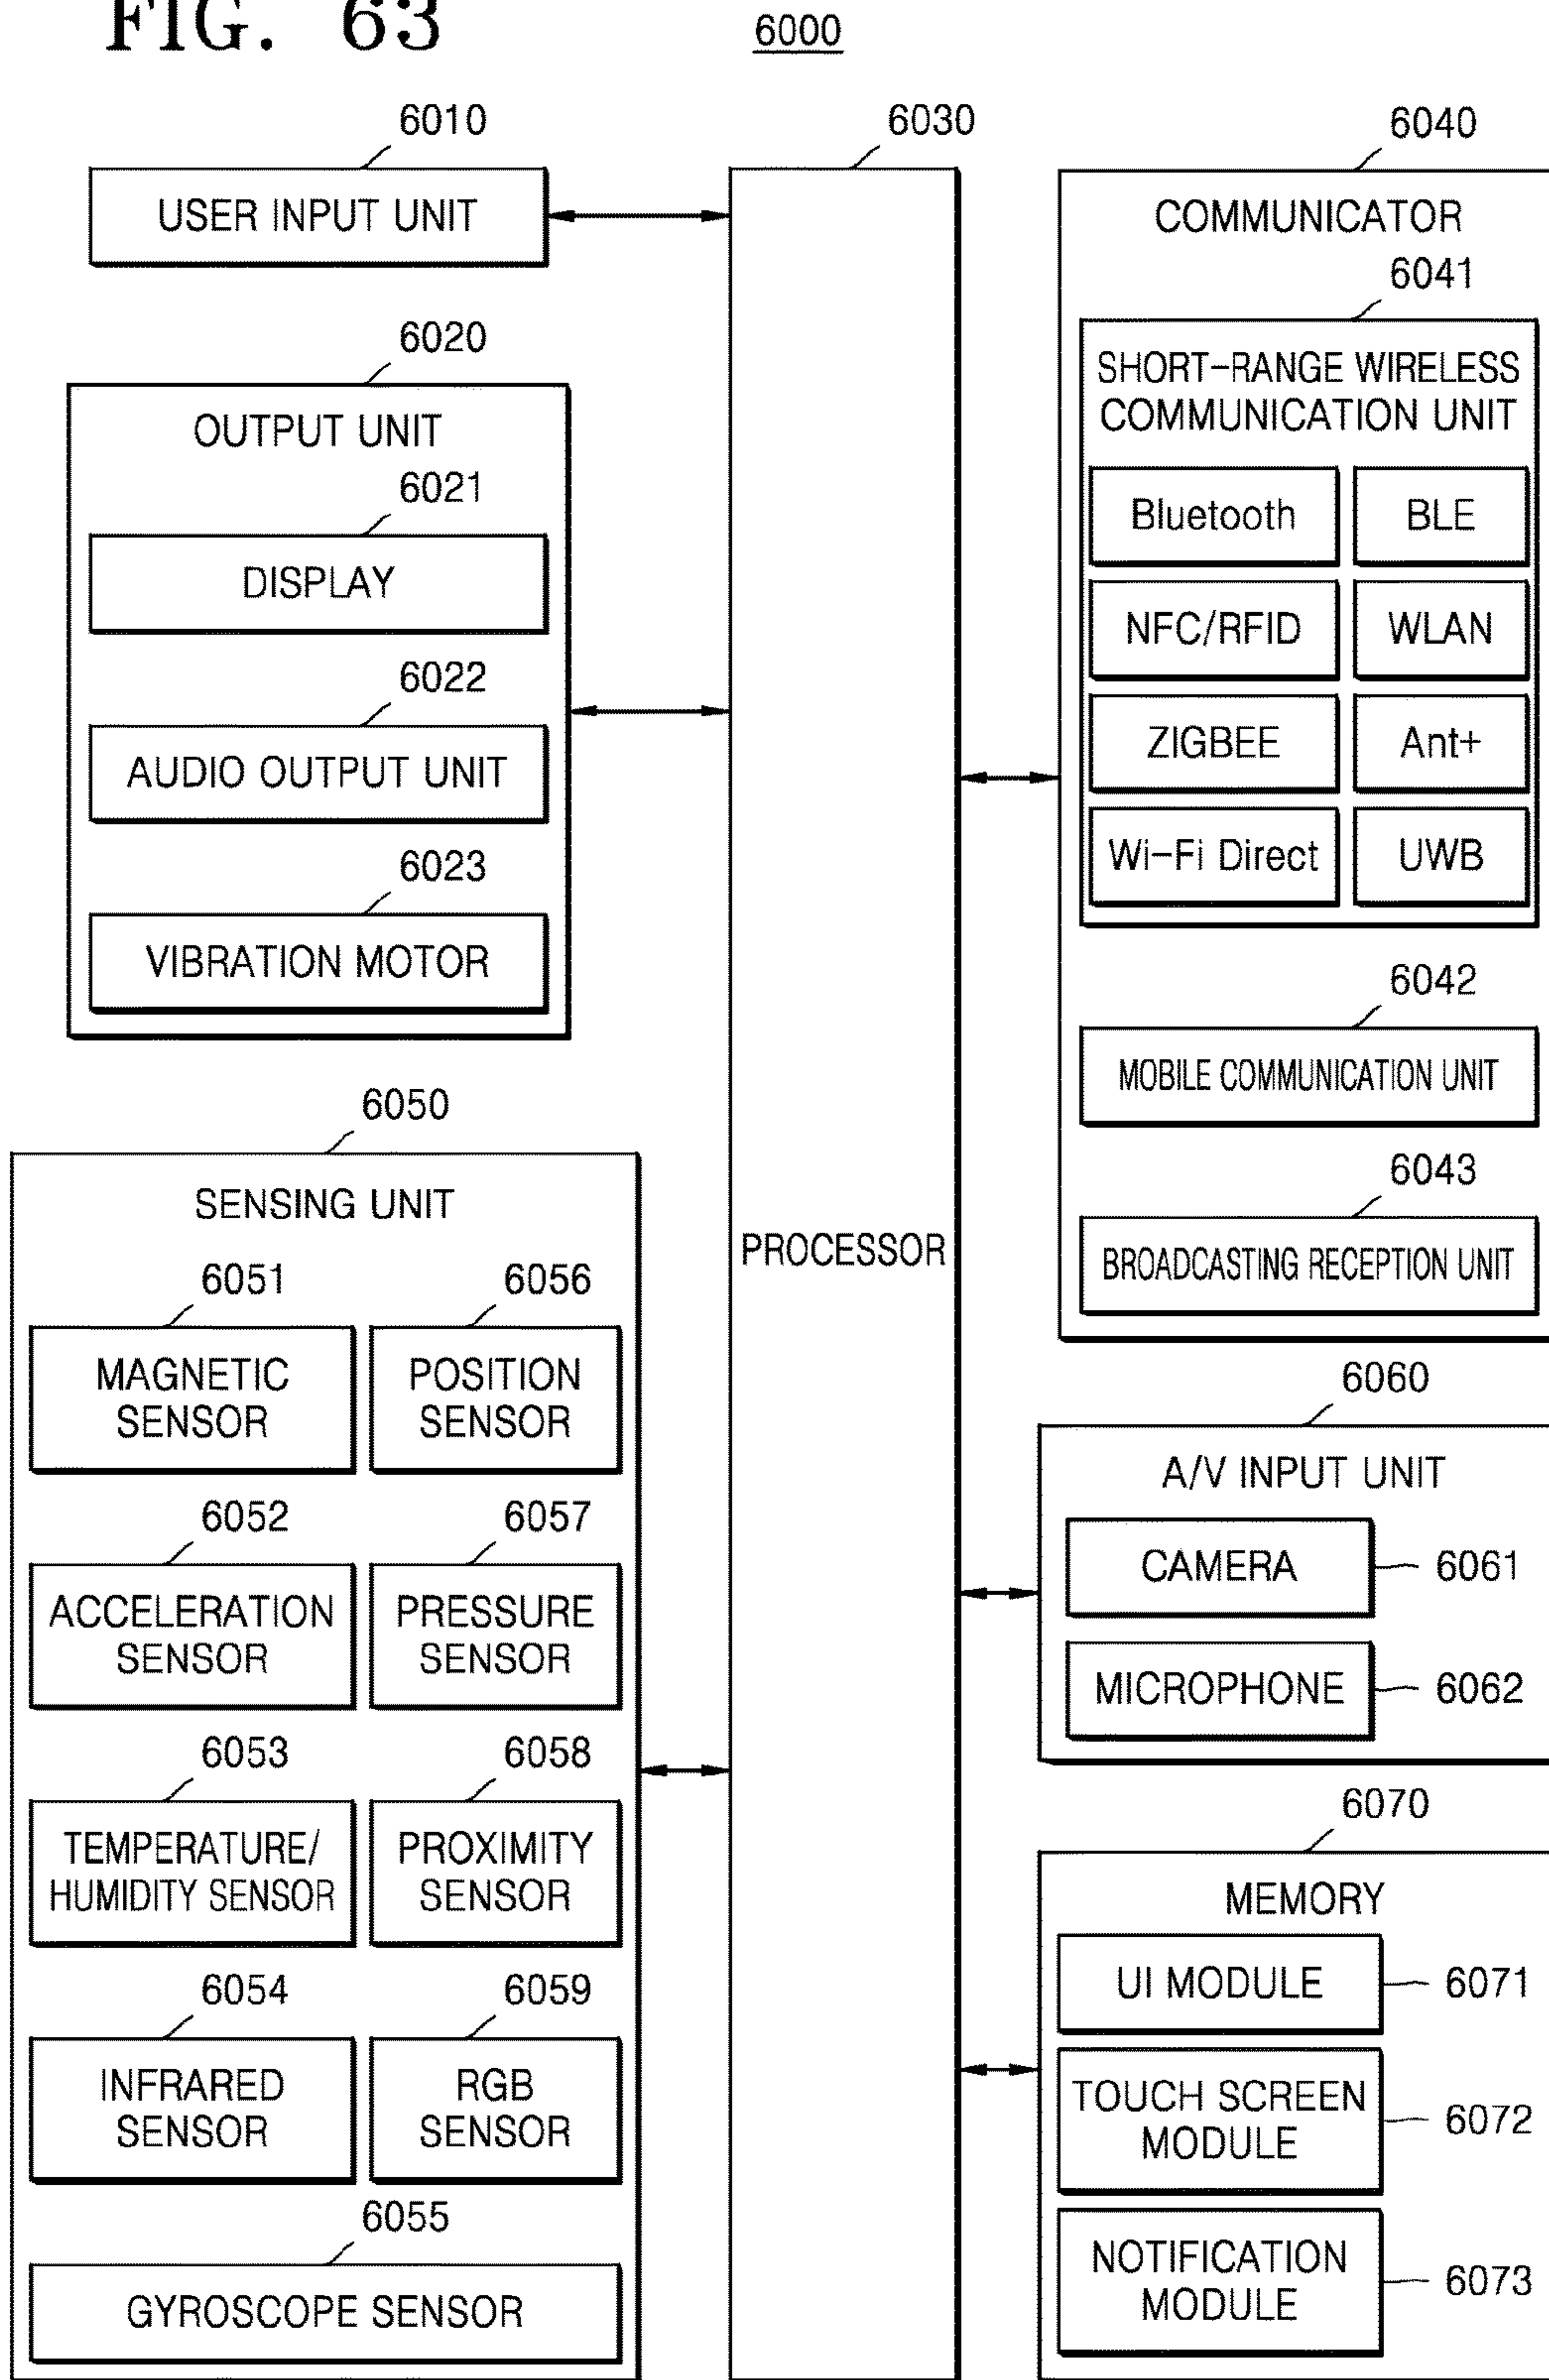 FIG. 63
6000
6010
USER INPUT UNIT
6020
OUTPUT UNIT
6021
DISPLAY
6022
AUDIO OUTPUT UNIT
6023
VIBRATION MOTOR
6050
SENSING UNIT
6051
MAGNETIC
SENSOR
6056
POSITION
SENSOR
6052
ACCELERATION
SENSOR
6057
PRESSURE
SENSOR
6053
TEMPERATURE/
HUMIDITY SENSOR
6058
PROXIMITY
SENSOR
6054
INFRARED
SENSOR
6059
RGB
SENSOR
6055
GYROSCOPE SENSOR
6030
PROCESSOR
6040
COMMUNICATOR
6041
SHORT-RANGE WIRELESS
COMMUNICATION UNIT
Bluetooth
BLE
NFC/RFID
WLAN
ZIGBEE
Ant+
Wi-Fi Direct
UWB
6042
MOBILE COMMUNICATION UNIT
6043
BROADCASTING RECEPTION UNIT
6060
A/V INPUT UNIT
CAMERA
6061
MICROPHONE
6062
6070
MEMORY
UI MODULE
6071
TOUCH SCREEN
MODULE
6072
NOTIFICATION
MODULE
6073